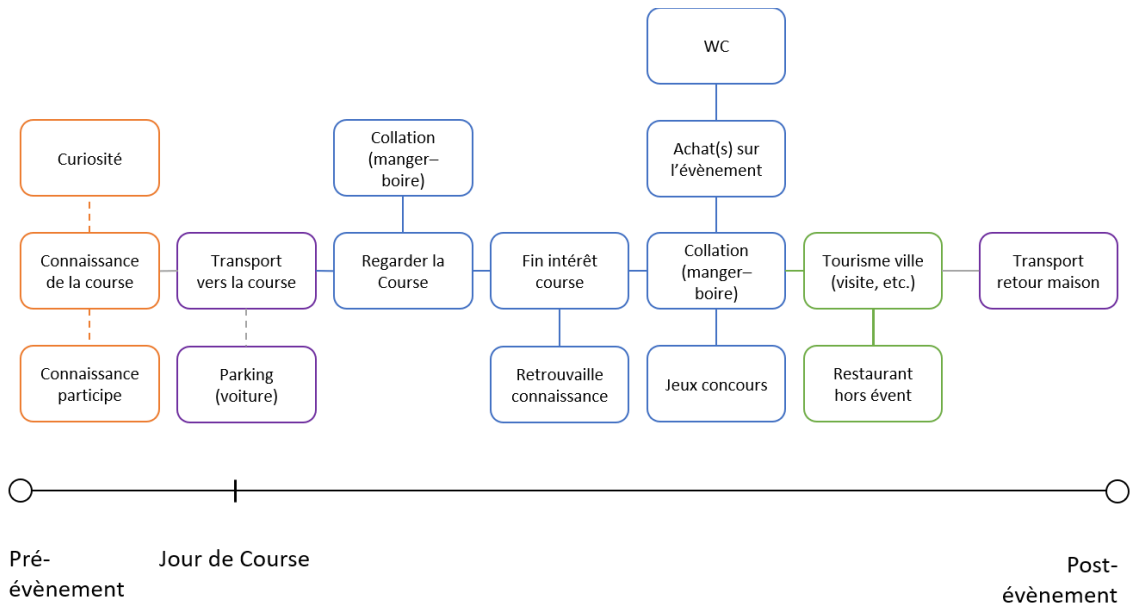 WC
Curiosité
Collation
(manger–
boire)
Achat(s) sur
l’évènement
Connaissance
de la course
Transport
vers la course
Regarder la
Course
Fin intérêt
course
Collation
(manger–
boire)
Tourisme ville
(visite, etc.)
Transport
retour maison
Connaissance
participe
Parking
(voiture)
Retrouvaille
connaissance
Jeux concours
Restaurant
hors évent
Pré-
évènement
Jour de Course
Post-
évènement